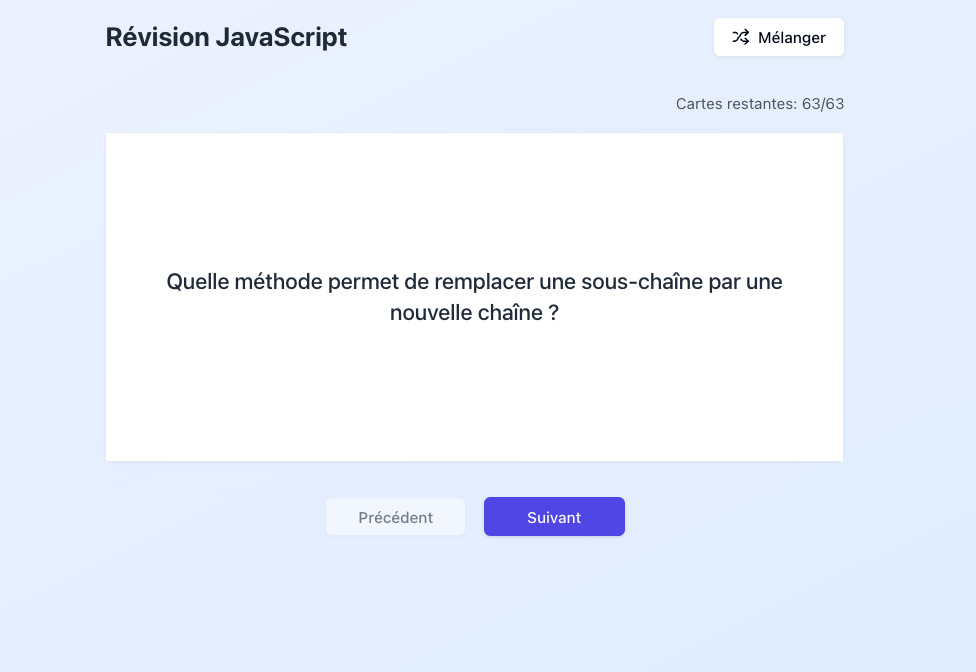 Révision JavaScript
Mélanger
Cartes restantes: 63/63
Quelle méthode permet de remplacer une sous-chaîne par une
nouvelle chaîne ?
Précédent
Suivant